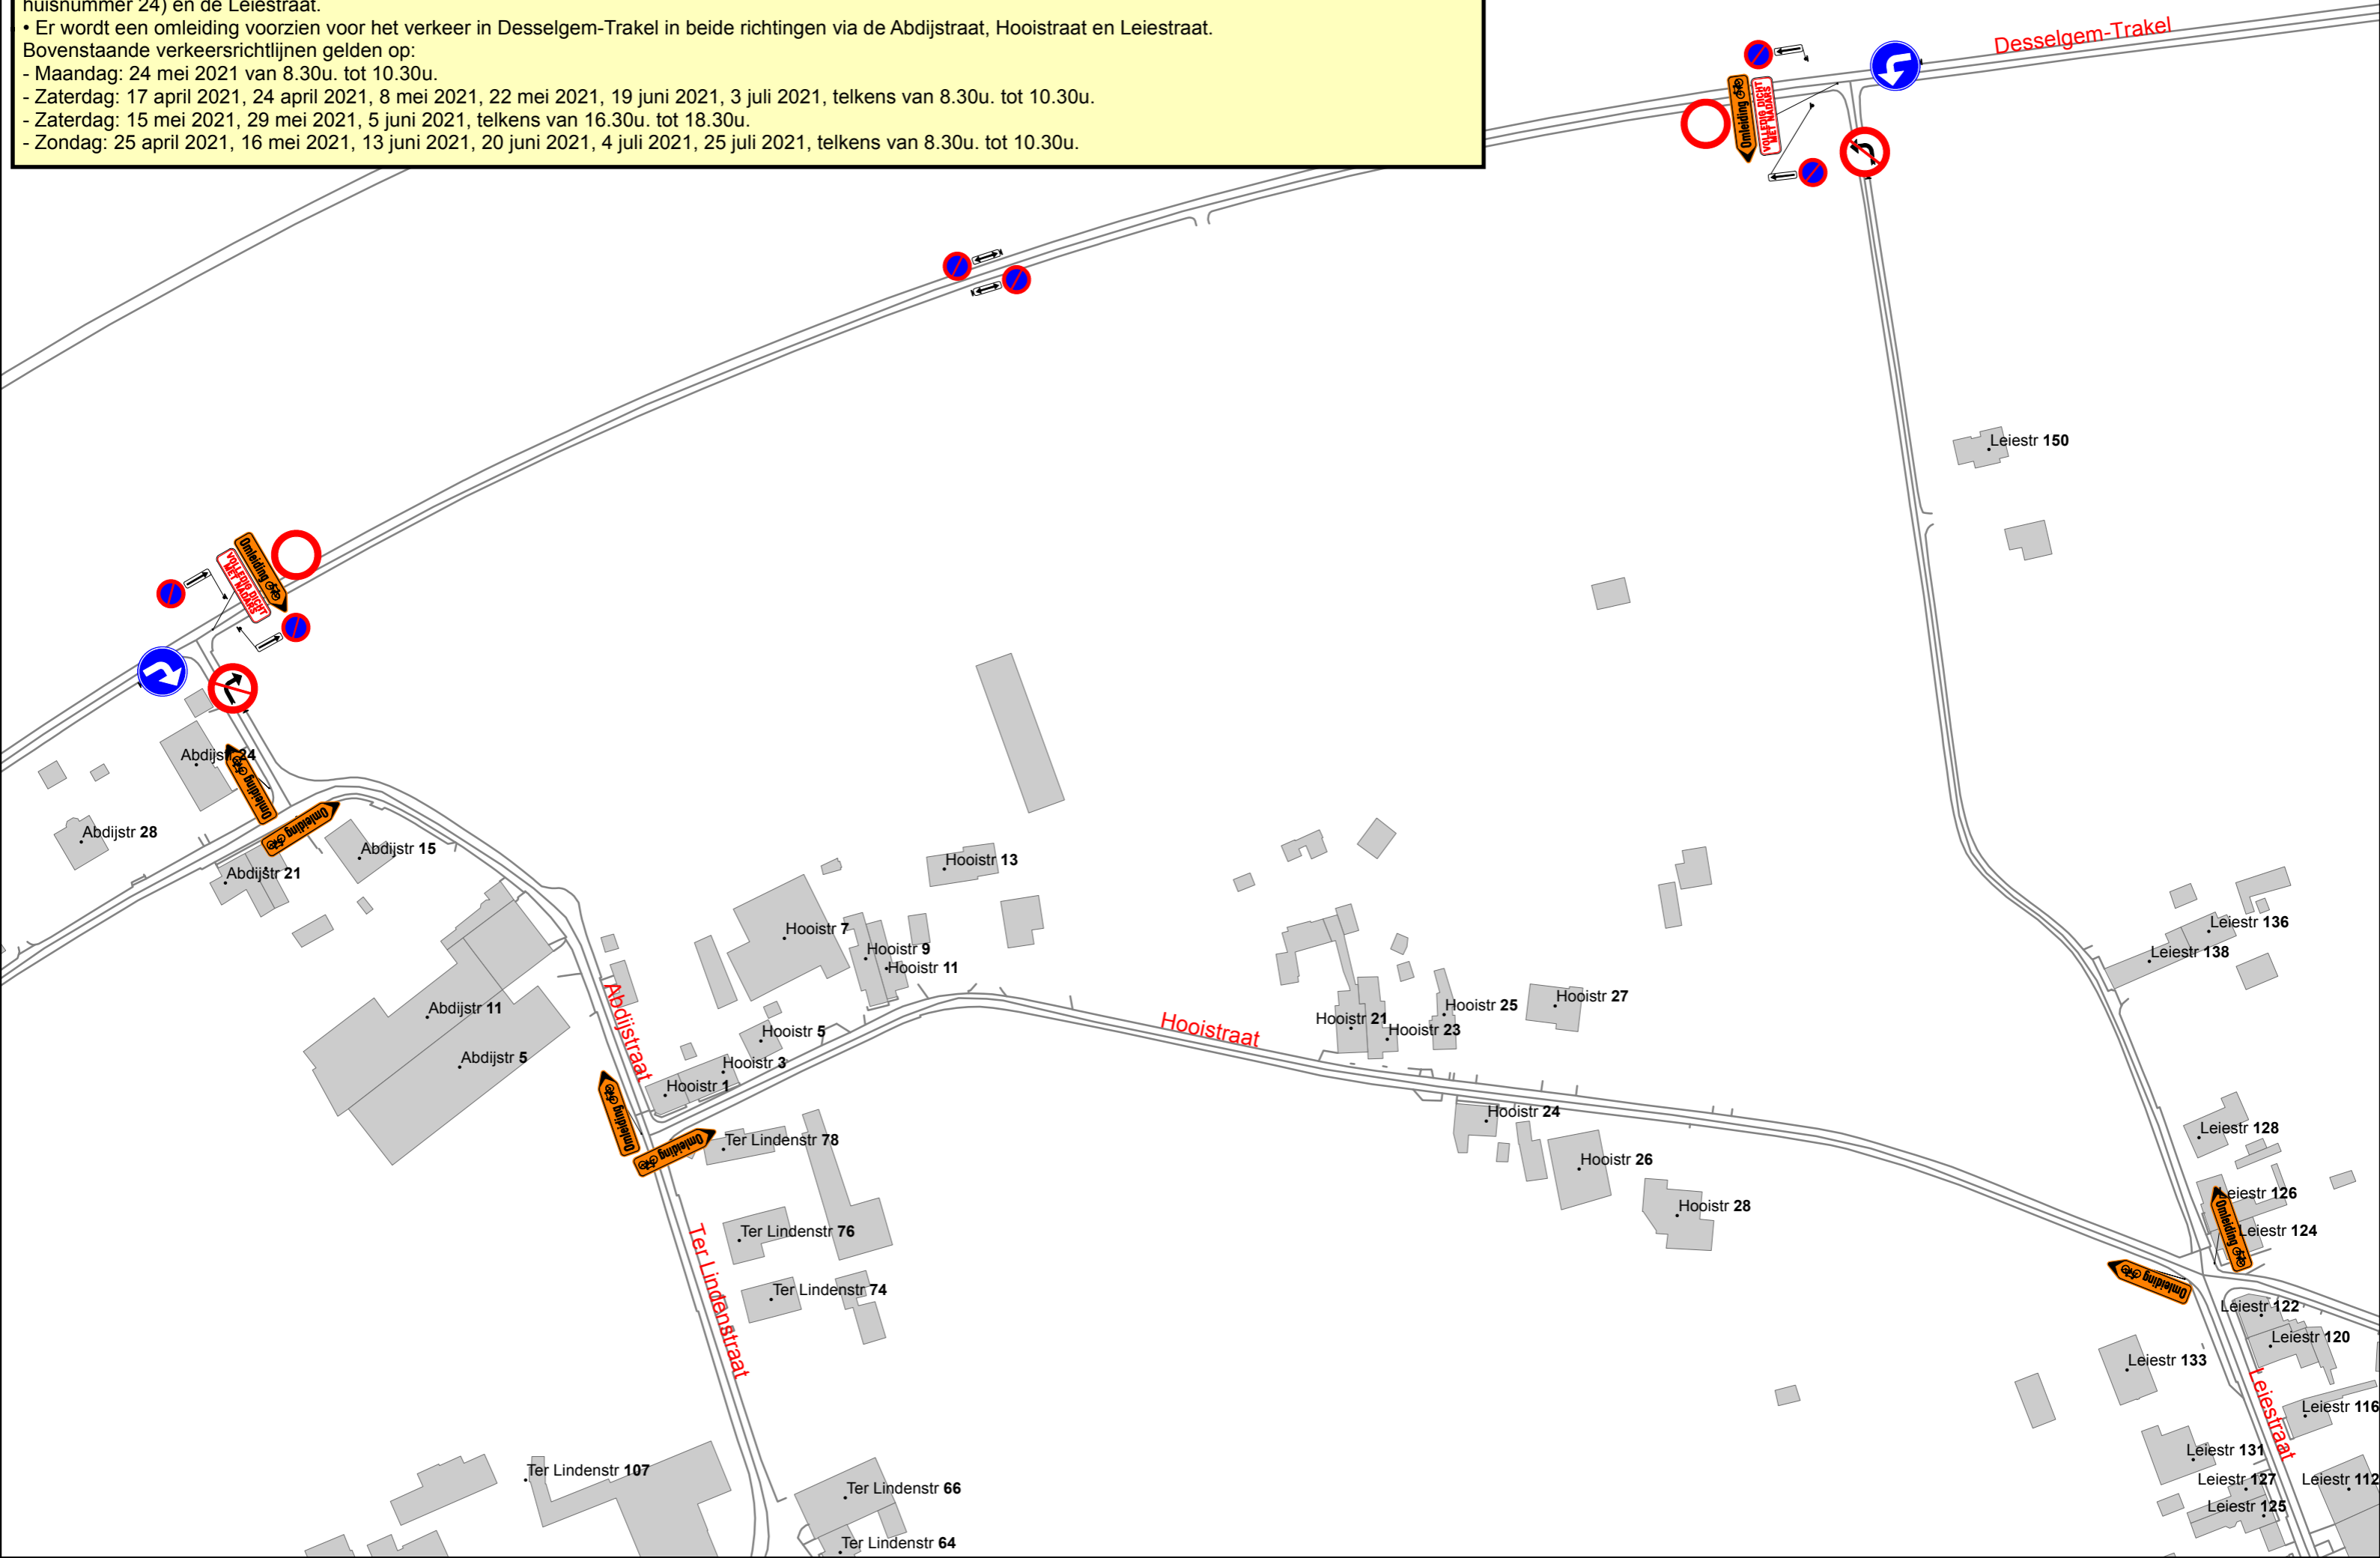 huisnummer 24) en de Leiestraat.
• Er wordt een omleiding voorzien voor het verkeer in Desselgem-Trakel in beide richtingen via de Abdijstraat, Hooistraat en Leiestraat.
Bovenstaande verkeersrichtlijnen gelden op:
- Maandag: 24 mei 2021 van 8.30u. tot 10.30u.
- Zaterdag: 17 april 2021, 24 april 2021, 8 mei 2021, 22 mei 2021, 19 juni 2021, 3 juli 2021, telkens van 8.30u. tot 10.30u.
- Zaterdag: 15 mei 2021, 29 mei 2021, 5 juni 2021, telkens van 16.30u. tot 18.30u.
- Zondag: 25 april 2021, 16 mei 2021, 13 juni 2021, 20 juni 2021, 4 juli 2021, 25 juli 2021, telkens van 8.30u. tot 10.30u.
Desselgem-Trakel
Omleiding
VOLLEDIG DICHT
MET NADARS
Leiestr 150
Omleiding
VOLLEDIG DICHT
MET NADARS
Abdijstr 24
Omleiding
Omleiding
Abdijstr 28
Abdijstr 15
Abdijstr 21
Hooistr 13
Hooistr 7
Hooistr 9
Hooistr 11
Leiestr 136
Leiestr 138
Abdijstr 11
Abdijstr 5
Abdijstraat
Hooistr 5
Hooistr 3
Hooistr 1
Hooistraat
Hooistr 21
Hooistr 23
Hooistr 25
Hooistr 27
Omleiding
Omleiding
Ter Lindenstr 78
Hooistr 24
Hooistr 26
Hooistr 28
Leiestr 128
Leiestr 126
Leiestr 124
Omleiding
Omleiding
Ter Lindenstr 76
Ter Lindenstraat
Ter Lindenstr 74
Leiestr 122
Leiestr 120
Leiestr 133
Leiestraat
Leiestr 116
Leiestr 131
Leiestr 127
Leiestr 112
Leiestr 125
Ter Lindenstr 107
Ter Lindenstr 66
Ter Lindenstr 64